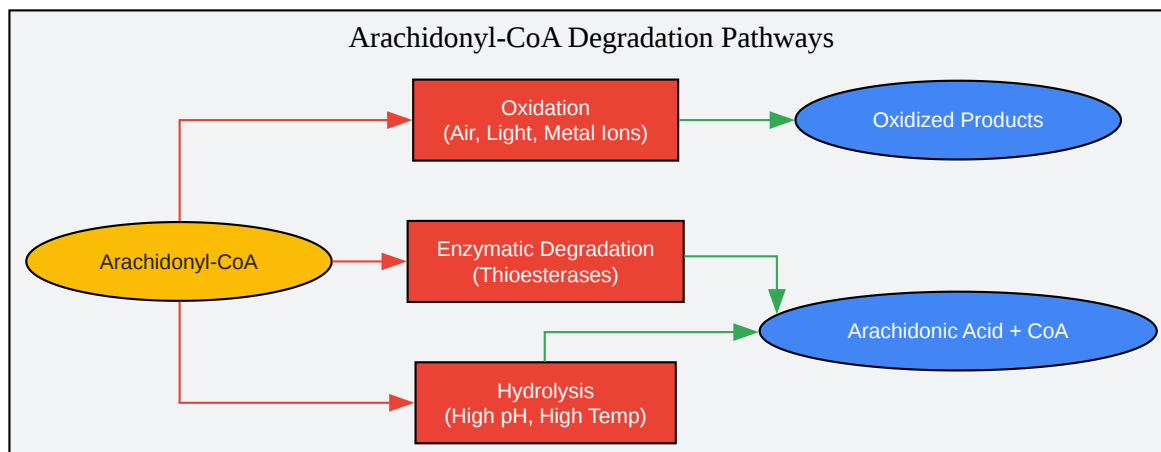 Arachidonyl-CoA Degradation Pathways
Oxidation
(Air, Light, Metal Ions)
Oxidized Products
Arachidonyl-CoA
Enzymatic Degradation
(Thioesterases)
Arachidonic Acid + CoA
Hydrolysis
(High pH, High Temp)